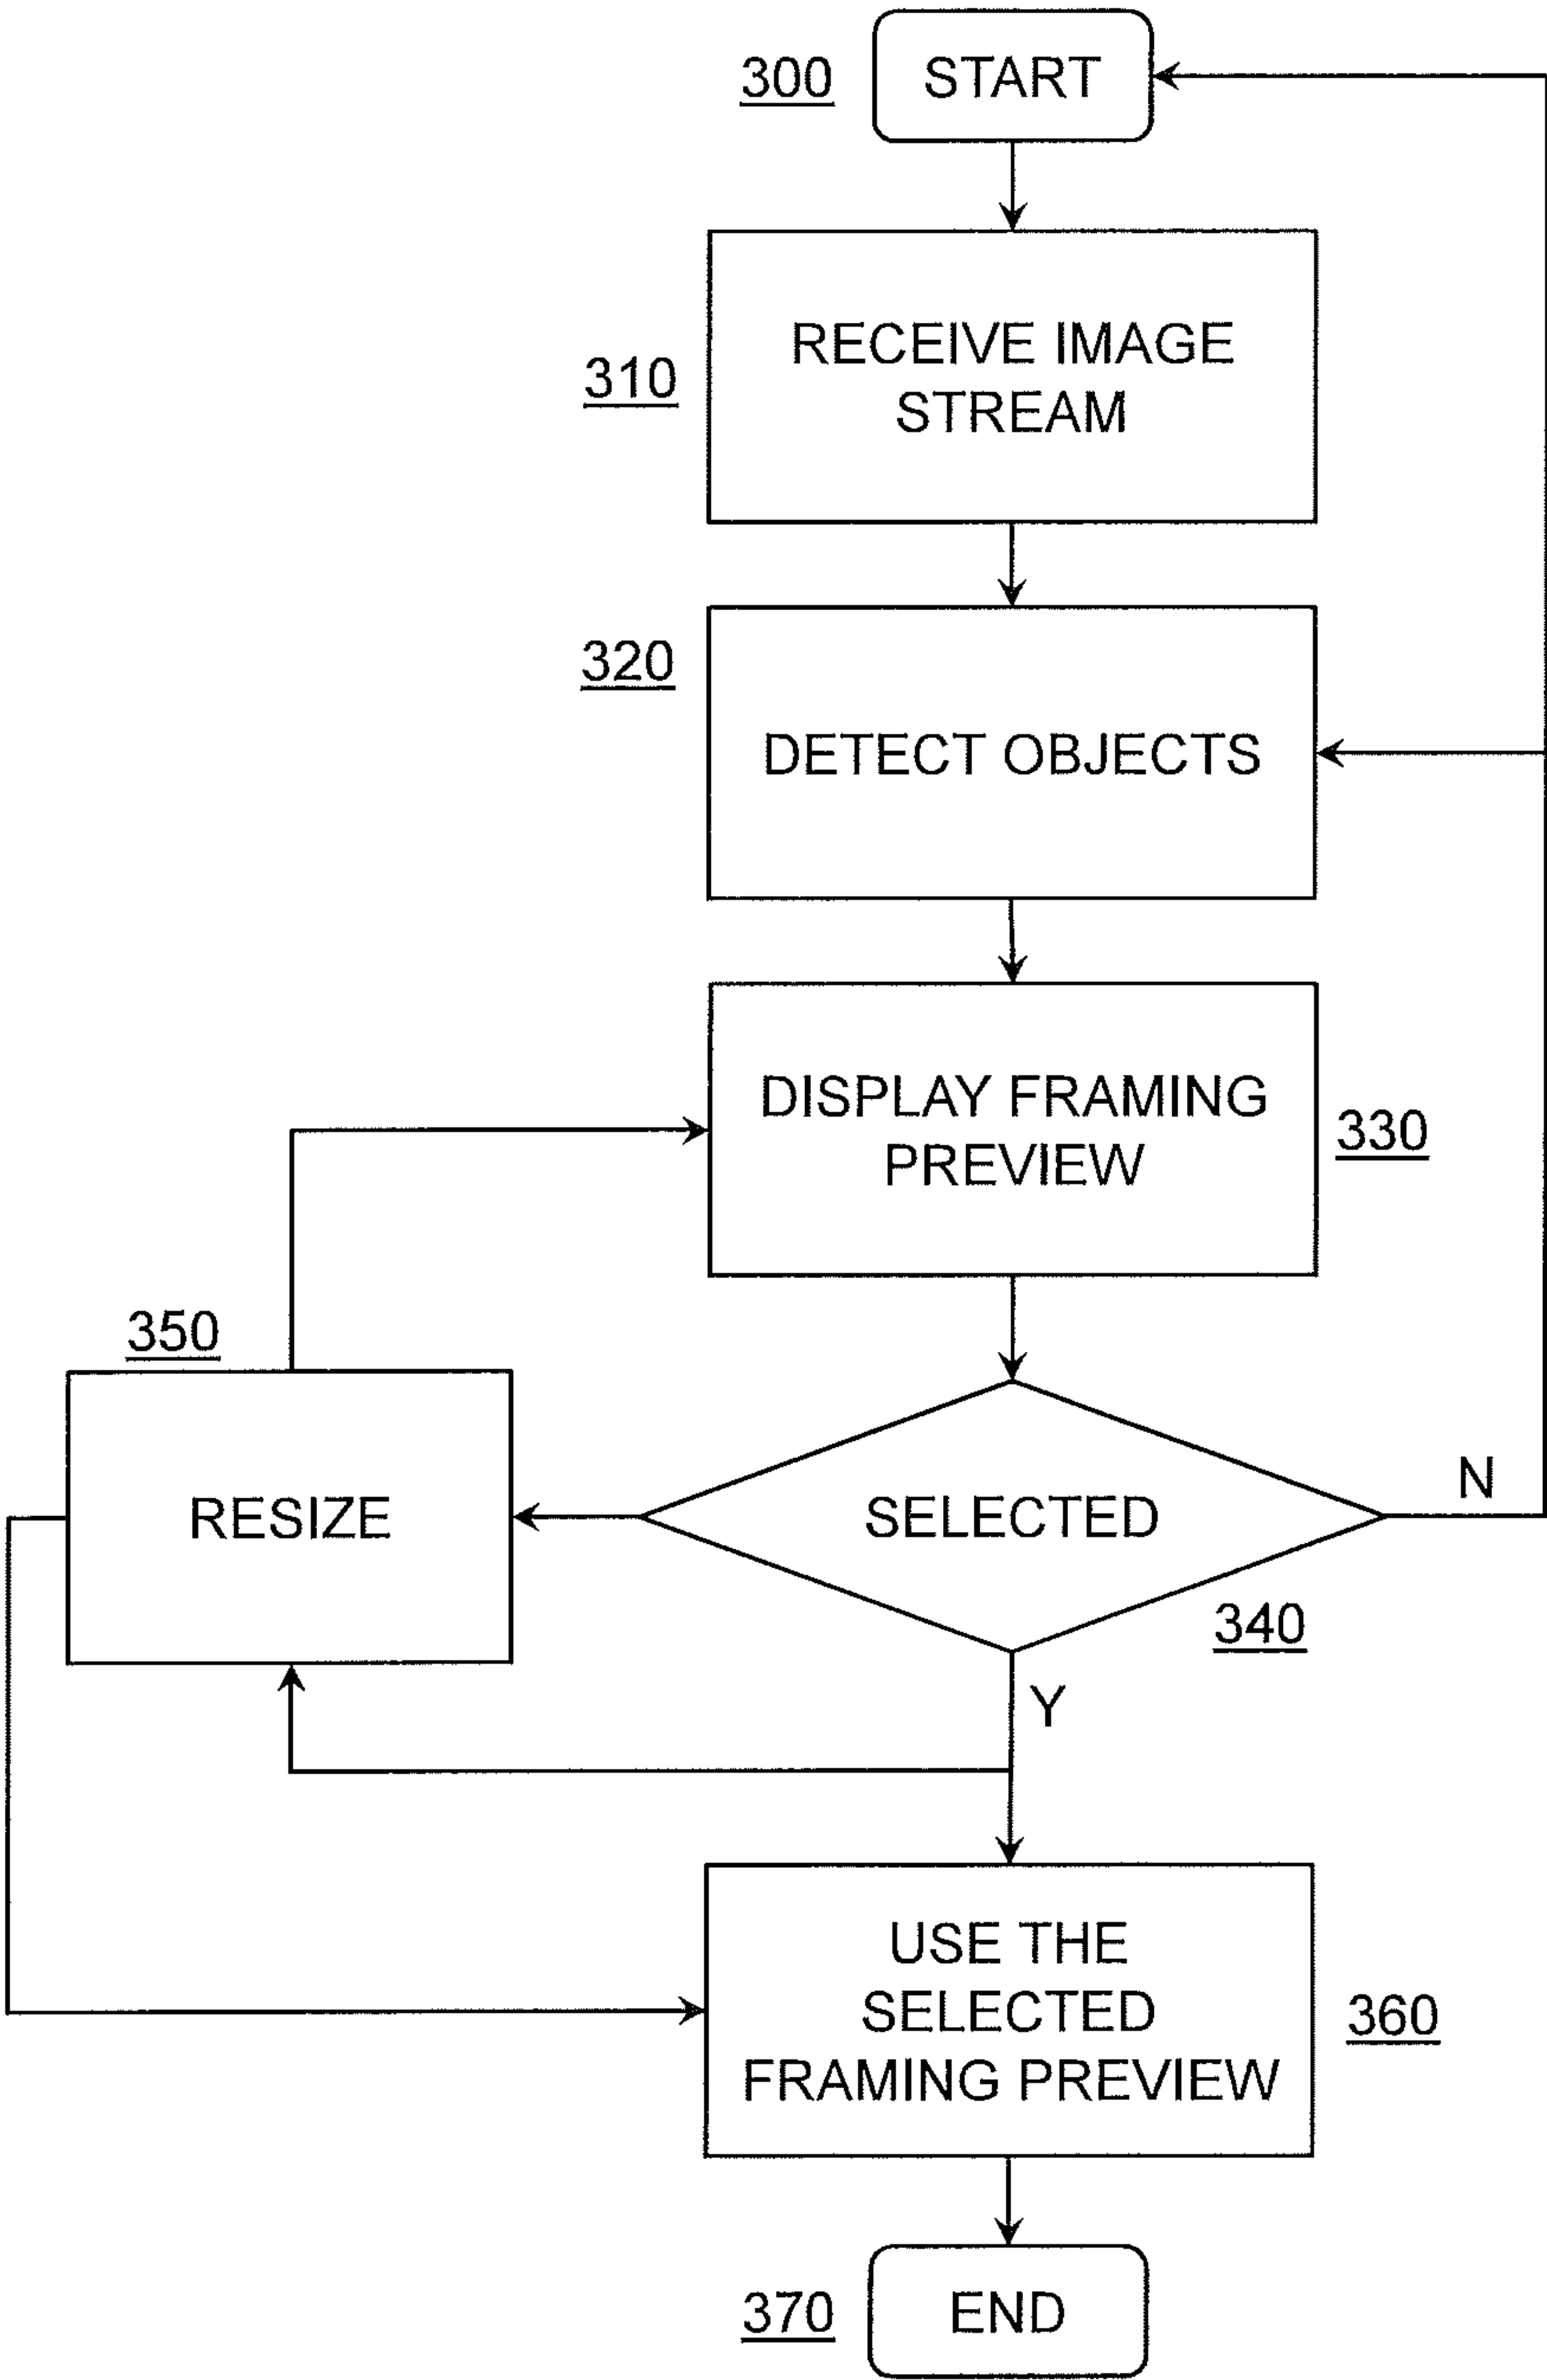 300
START
310
RECEIVE IMAGE
STREAM
320
DETECT OBJECTS
DISPLAY FRAMING
PREVIEW
330
350
RESIZE
SELECTED
N
340
Y
USE THE
SELECTED
FRAMING PREVIEW
360
370
END